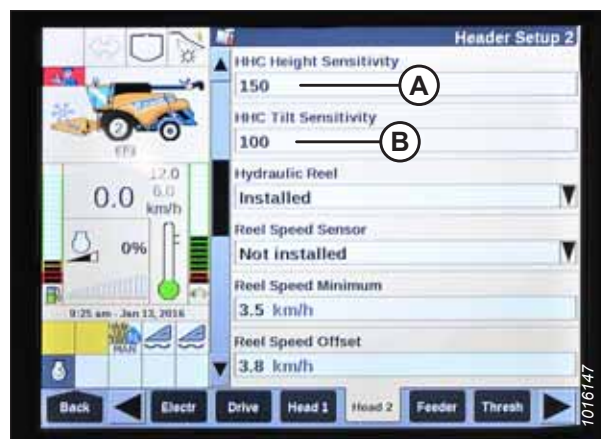 Header Setup 2
HHC Height Sensitivity
150
A
HHC Tilt Sensitivity
100
B
Hydraulic Reel
Installed
Reel Speed Sensor
Not installed
Reel Speed Minimum
3.5 km/h
Reel Speed Offset
3.8 km/h
12.0
0.0
6.0
km/h
0%
9:25 am - Jan 13, 2016
MAN
Back
Electr
Drive
Head 1
Head 2
Feeder
Thresh
1016147